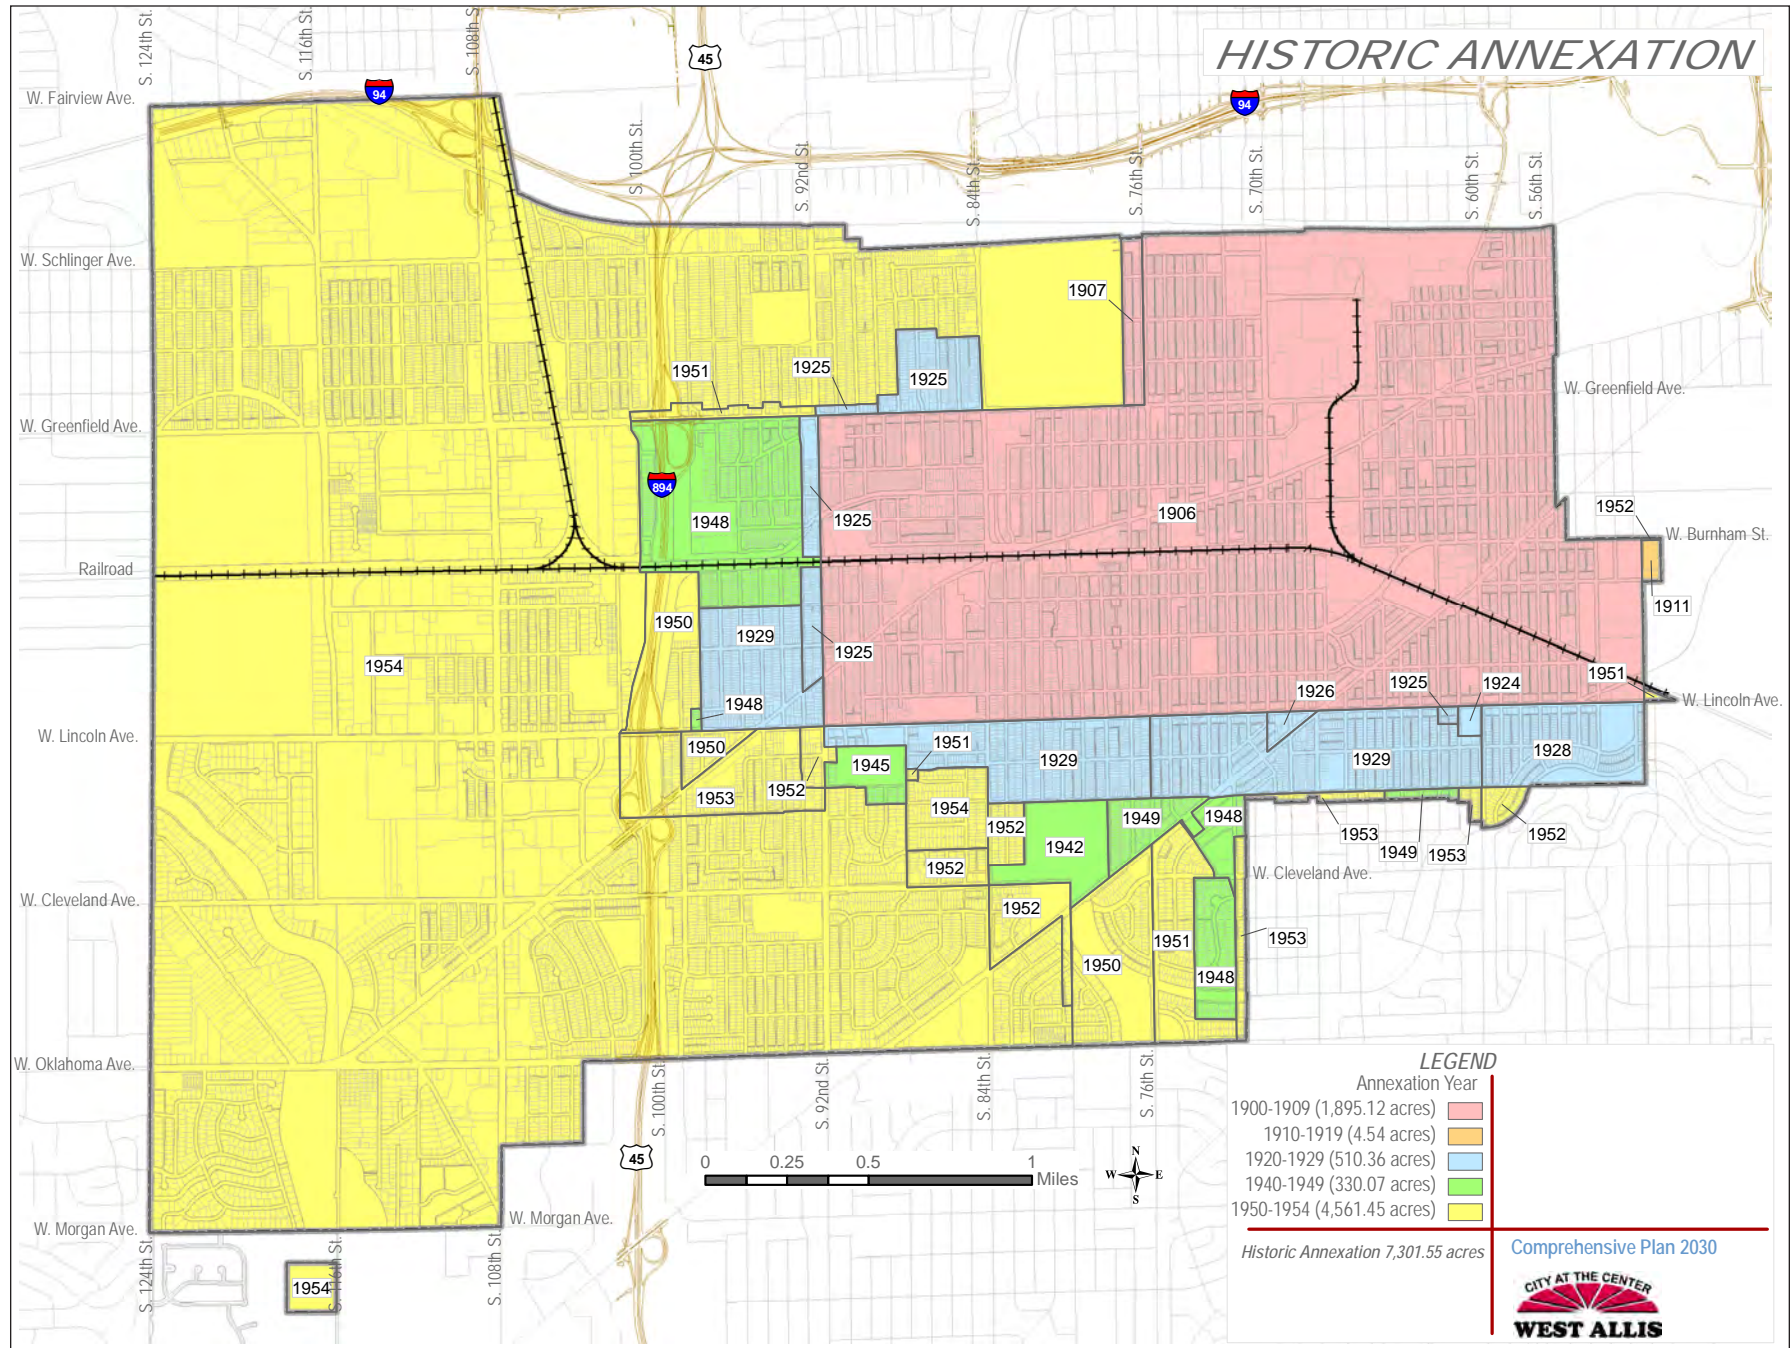 HISTORIC ANNEXATION
S. 124th St.
S. 116th St.
S. 108th S
45
94
94
W. Fairview Ave.
S. 100th St.
S. 92nd St.
S. 84th St.
S. 76th St.
S. 70th St.
S. 60th St.
S. 56th St.
W. Schlinger Ave.
1907
1951
1925
1925
W. Greenfield Ave.
W. Greenfield Ave.
894
1948
1925
1906
1952
W. Burnham St.
Railroad
1911
1950
1929
1925
1954
1951
1948
1926
1925
1924
W. Lincoln Ave.
W. Lincoln Ave.
1950
1951
1945
1929
1929
1928
1952
1953
1954
1952
1949
1948
1953
1949
1953
1952
1942
1952
W. Cleveland Ave.
W. Cleveland Ave.
1952
1951
1953
1950
1948
W. Oklahoma Ave.
S. 100th St.
S. 92nd St.
S. 84th St.
S. 76th St.
45
0 0.25 0.5 1
Miles
N
W E
S
W. Morgan Ave.
W. Morgan Ave.
S. 124th St.
S. 116th St.
S. 108th St.
1954
LEGEND
Annexation Year
1900-1909 (1,895.12 acres)
1910-1919 (4.54 acres)
1920-1929 (510.36 acres)
1940-1949 (330.07 acres)
1950-1954 (4,561.45 acres)
Historic Annexation 7,301.55 acres
Comprehensive Plan 2030
CITY AT THE CENTER
WEST ALLIS